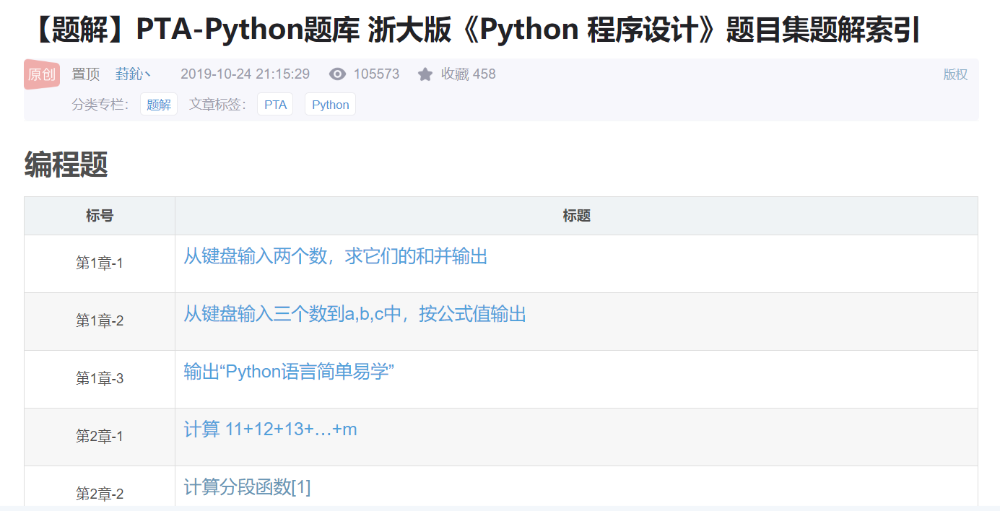 【题解】PTA-Python题库 浙大版《Python 程序设计》题目集题解索引
原创 置顶 葑鈊丶 2019-10-24 21:15:29 105573 收藏 458 版权
分类专栏： 题解 文章标签： PTA Python
编程题
标号 标题
第1章-1 从键盘输入两个数，求它们的和并输出
第1章-2 从键盘输入三个数到a,b,c中，按公式值输出
第1章-3 输出“Python语言简单易学”
第2章-1 计算 11+12+13+…+m
第2章-2 计算分段函数[1]